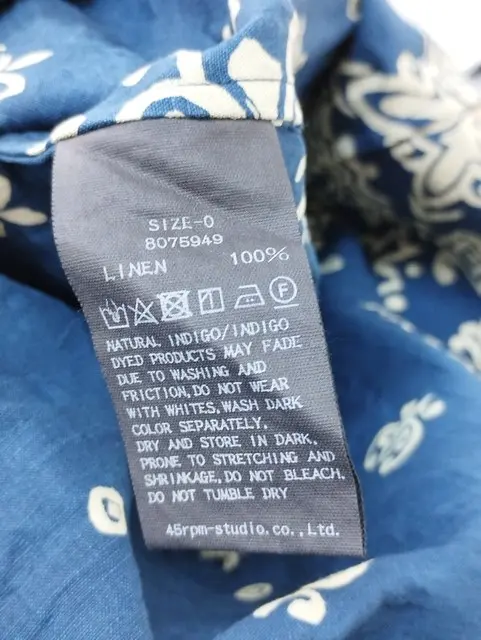 SIZE-0
8075949
LINEN 100%
NATURAL INDIGO/INDIGO
DYED PRODUCTS MAY FADE
DUE TO WASHING AND
FRICTION.DO NOT WEAR
WITH WHITES.WASH DARK
COLOR SEPARATELY.
DRY AND STORE IN DARK.
PRONE TO STRETCHING AND
SHRINKAGE.DO NOT BLEACH.
DO NOT TUMBLE DRY
45rpm-studio.co.,Ltd.